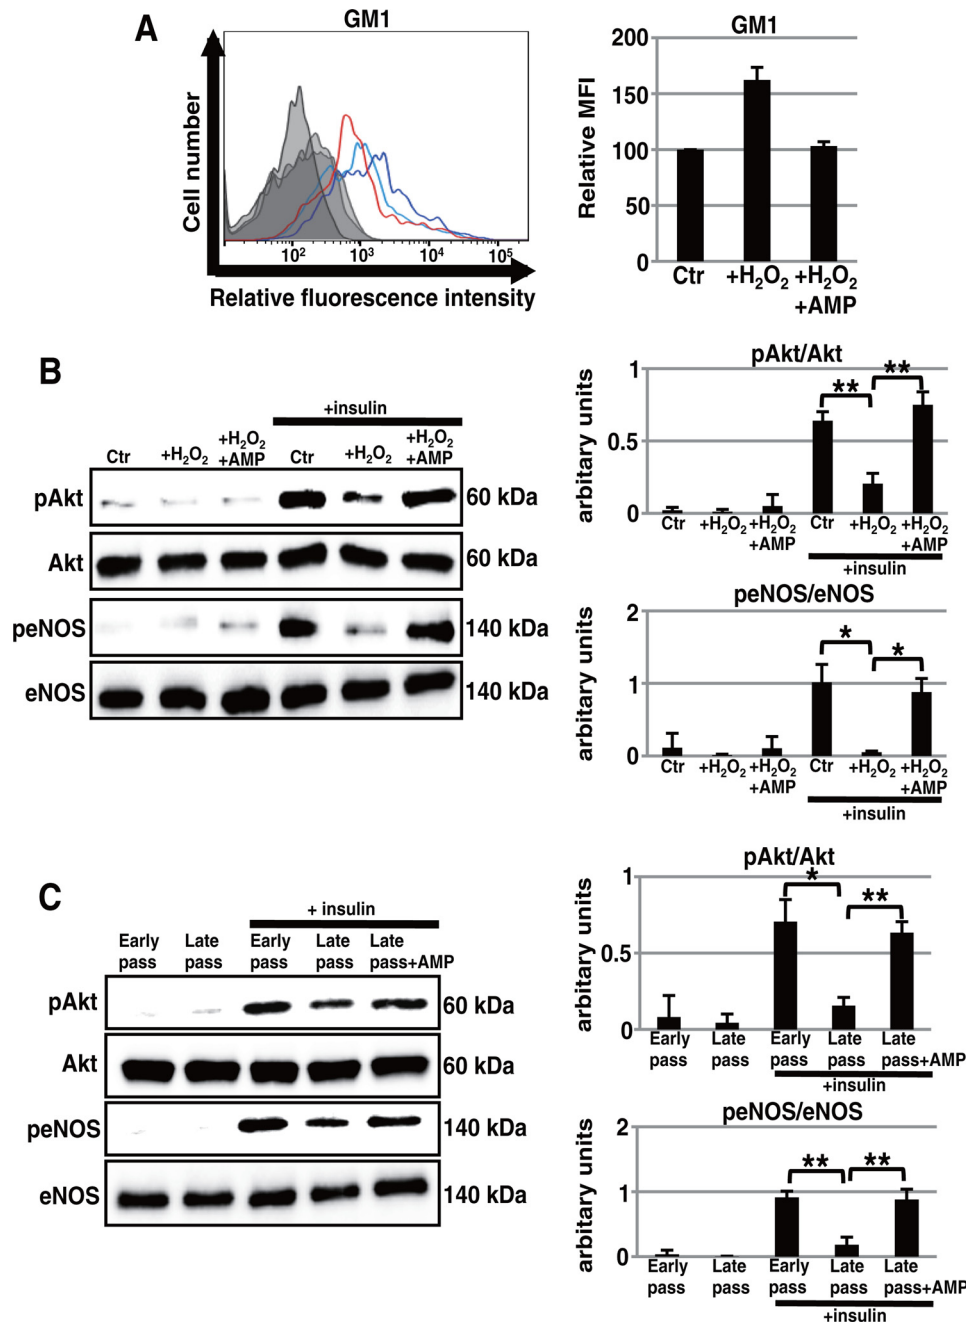 A
GM1
Cell number
10² 10³ 10⁴ 10⁵
Relative fluorescence intensity
GM1
Relative MFI
200
150
100
50
0
Ctr +H₂O₂ +H₂O₂
+AMP
B
+insulin
Ctr +H₂O₂ +H₂O₂ +AMP Ctr +H₂O₂ +H₂O₂ +AMP
pAkt 60 kDa
Akt 60 kDa
peNOS 140 kDa
eNOS 140 kDa
pAkt/Akt
arbitary units
1
0.5
0
** **
Ctr +H₂O₂ +H₂O₂ Ctr +H₂O₂ +H₂O₂
+AMP +AMP
+insulin
peNOS/eNOS
arbitary units
2
1
0
* *
Ctr +H₂O₂ +H₂O₂ Ctr +H₂O₂ +H₂O₂
+AMP +AMP
+insulin
C
+ insulin
Early Late Early Late Late
pass pass pass pass pass+AMP
pAkt 60 kDa
Akt 60 kDa
peNOS 140 kDa
eNOS 140 kDa
pAkt/Akt
arbitary units
1
0.5
0
* **
Early Late Early Late Late
pass pass pass pass pass+AMP
+insulin
peNOS/eNOS
arbitary units
2
1
0
** **
Early Late Early Late Late
pass pass pass pass pass+AMP
+insulin